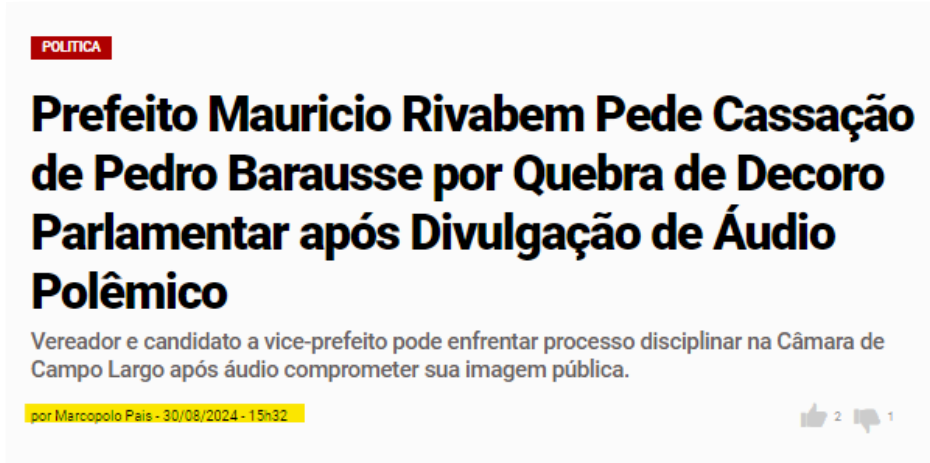 POLITICA
Prefeito Mauricio Rivabem Pede Cassação
de Pedro Barausse por Quebra de Decoro
Parlamentar após Divulgação de Áudio
Polêmico
Vereador e candidato a vice-prefeito pode enfrentar processo disciplinar na Câmara de
Campo Largo após áudio comprometer sua imagem pública.
por Marcopolo Pais - 30/08/2024 - 15h32
2 1